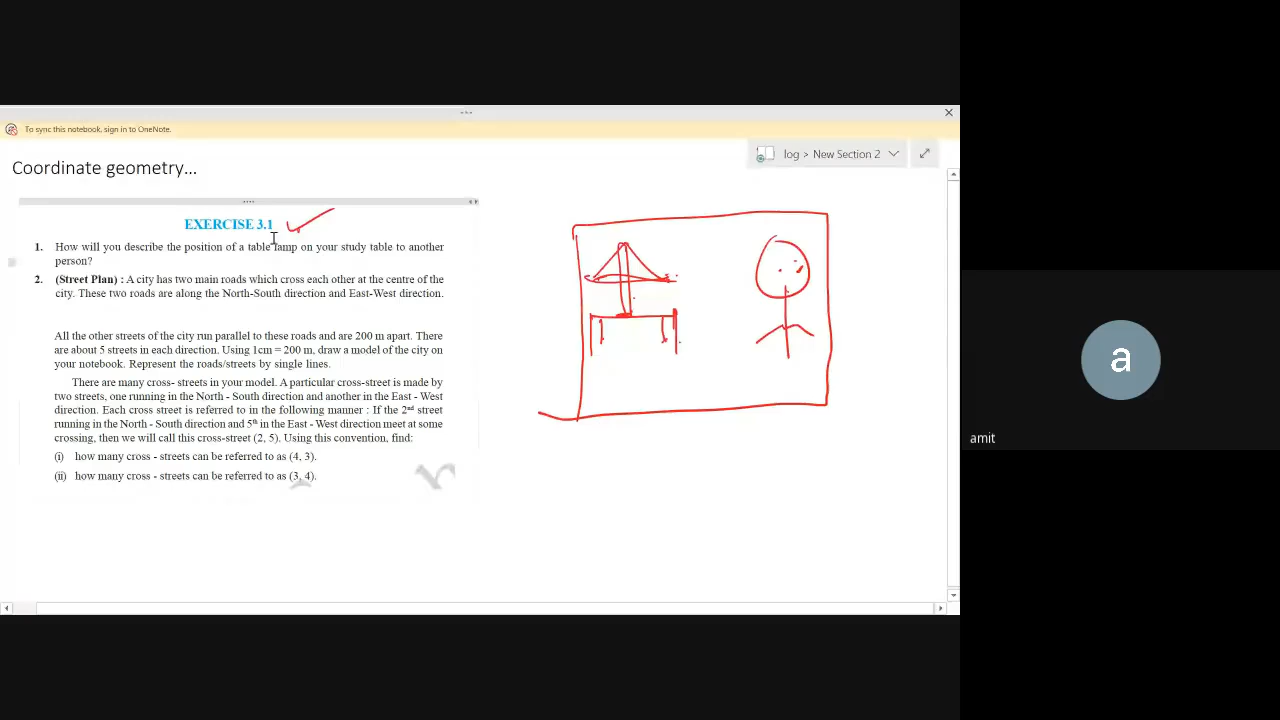 To sync this notebook, sign in to OneNote.
log > New Section 2
Coordinate geometry...
EXERCISE 3.1
1. How will you describe the position of a table lamp on your study table to another
person?
2. (Street Plan) : A city has two main roads which cross each other at the centre of the
city. These two roads are along the North-South direction and East-West direction.
All the other streets of the city run parallel to these roads and are 200 m apart. There
are about 5 streets in each direction. Using 1cm = 200 m, draw a model of the city on
your notebook. Represent the roads/streets by single lines.
There are many cross- streets in your model. A particular cross-street is made by
two streets, one running in the North - South direction and another in the East - West
direction. Each cross street is referred to in the following manner : If the 2nd street
running in the North - South direction and 5th in the East - West direction meet at some
crossing, then we will call this cross-street (2, 5). Using this convention, find:
(i) how many cross - streets can be referred to as (4, 3).
(ii) how many cross - streets can be referred to as (3, 4).
a
amit